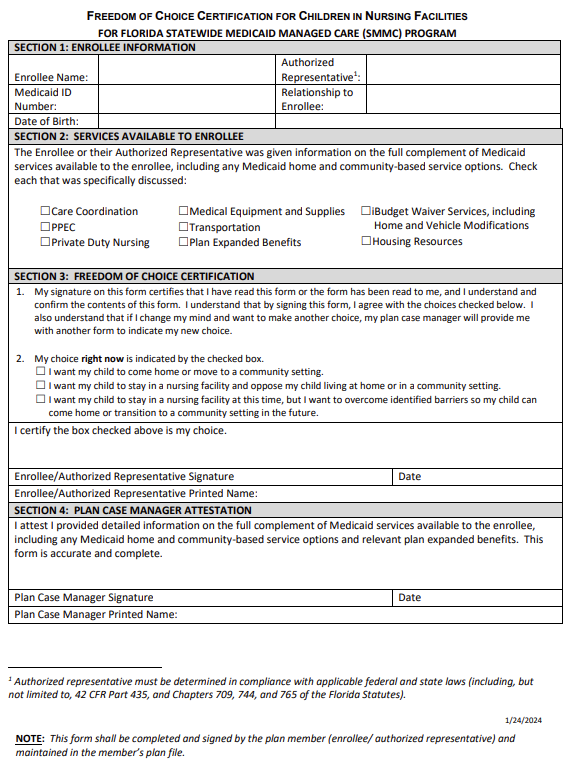 FREEDOM OF CHOICE CERTIFICATION FOR CHILDREN IN NURSING FACILITIES
FOR FLORIDA STATEWIDE MEDICAID MANAGED CARE (SMMC) PROGRAM
SECTION 1: ENROLLEE INFORMATION
Enrollee Name:
Authorized
Representative¹:
Medicaid ID
Number:
Relationship to
Enrollee:
Date of Birth:
SECTION 2: SERVICES AVAILABLE TO ENROLLEE
The Enrollee or their Authorized Representative was given information on the full complement of Medicaid
services available to the enrollee, including any Medicaid home and community-based service options. Check
each that was specifically discussed:
☐Care Coordination
☐PPEC
☐Private Duty Nursing
☐Medical Equipment and Supplies
☐Transportation
☐Plan Expanded Benefits
☐iBudget Waiver Services, including
Home and Vehicle Modifications
☐Housing Resources
SECTION 3: FREEDOM OF CHOICE CERTIFICATION
1. My signature on this form certifies that I have read this form or the form has been read to me, and I understand and
confirm the contents of this form. I understand that by signing this form, I agree with the choices checked below. I
also understand that if I change my mind and want to make another choice, my plan case manager will provide me
with another form to indicate my new choice.
2. My choice right now is indicated by the checked box.
☐ I want my child to come home or move to a community setting.
☐ I want my child to stay in a nursing facility and oppose my child living at home or in a community setting.
☐ I want my child to stay in a nursing facility at this time, but I want to overcome identified barriers so my child can
come home or transition to a community setting in the future.
I certify the box checked above is my choice.
Enrollee/Authorized Representative Signature
Date
Enrollee/Authorized Representative Printed Name:
SECTION 4: PLAN CASE MANAGER ATTESTATION
I attest I provided detailed information on the full complement of Medicaid services available to the enrollee,
including any Medicaid home and community-based service options and relevant plan expanded benefits. This
form is accurate and complete.
Plan Case Manager Signature
Date
Plan Case Manager Printed Name:
¹ Authorized representative must be determined in compliance with applicable federal and state laws (including, but
not limited to, 42 CFR Part 435, and Chapters 709, 744, and 765 of the Florida Statutes).
1/24/2024
NOTE: This form shall be completed and signed by the plan member (enrollee/ authorized representative) and
maintained in the member's plan file.